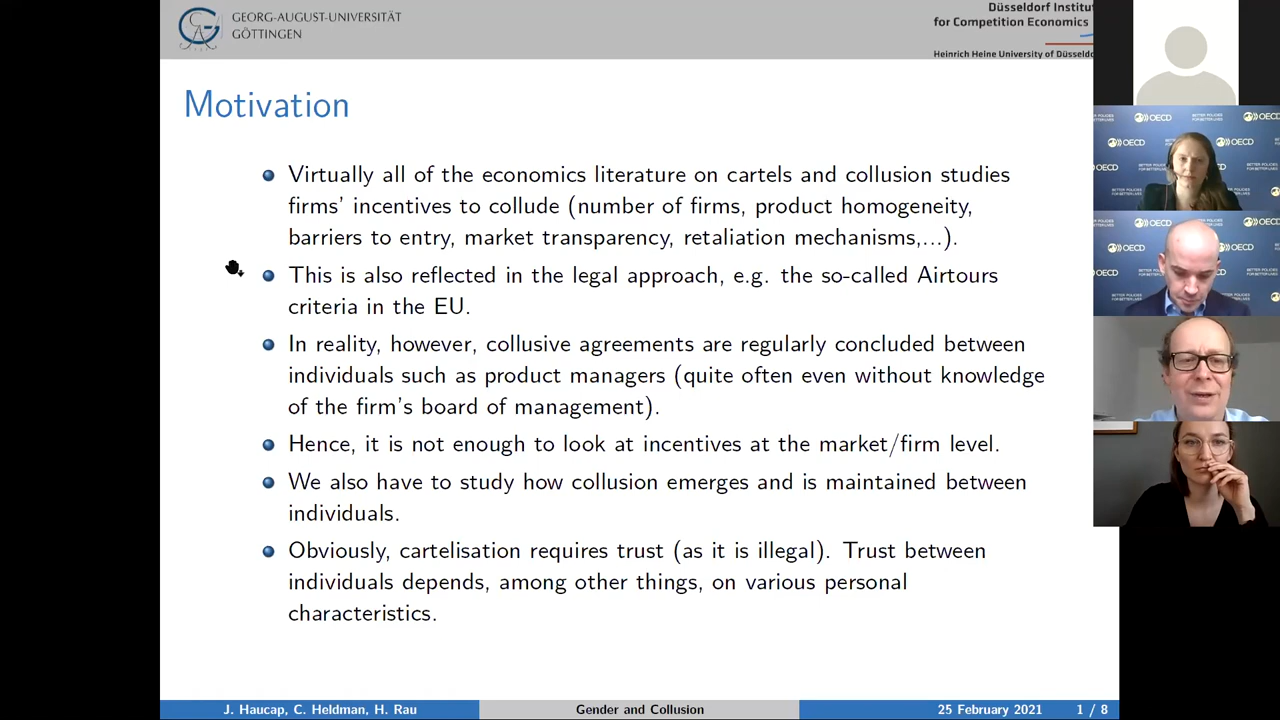 GEORG-AUGUST-UNIVERSITÄT
GÖTTINGEN
Düsseldorf Institu
for Competition Economics
Heinrich Heine University of Düsseldo
Motivation
Virtually all of the economics literature on cartels and collusion studies
firms' incentives to collude (number of firms, product homogeneity,
barriers to entry, market transparency, retaliation mechanisms,...).
This is also reflected in the legal approach, e.g. the so-called Airtours
criteria in the EU.
In reality, however, collusive agreements are regularly concluded between
individuals such as product managers (quite often even without knowledge
of the firm's board of management).
Hence, it is not enough to look at incentives at the market/firm level.
We also have to study how collusion emerges and is maintained between
individuals.
Obviously, cartelisation requires trust (as it is illegal). Trust between
individuals depends, among other things, on various personal
characteristics.
J. Haucap, C. Heldman, H. Rau
Gender and Collusion
25 February 2021
1 / 8
OECD
OECD
OECD
OECD